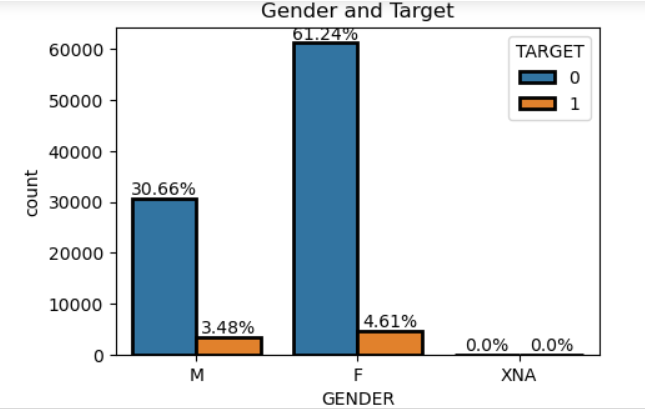 Gender and Target
61.24%
60000
TARGET
0
1
50000
40000
count
30.66%
30000
20000
10000
3.48%
4.61%
0.0%
0.0%
0
M
F
XNA
GENDER